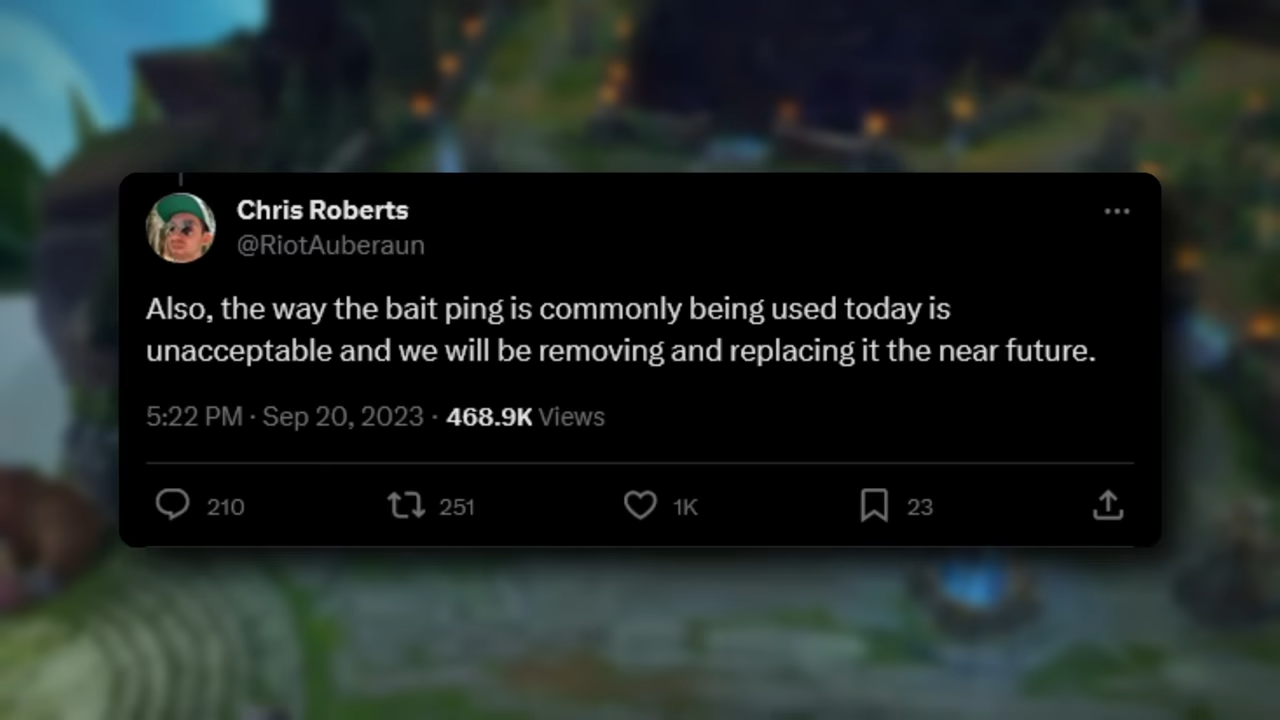 Chris Roberts
@RiotAuberaun
Also, the way the bait ping is commonly being used today is
unacceptable and we will be removing and replacing it the near future.
5:22 PM · Sep 20, 2023 · 468.9K Views
210 251 1K 23